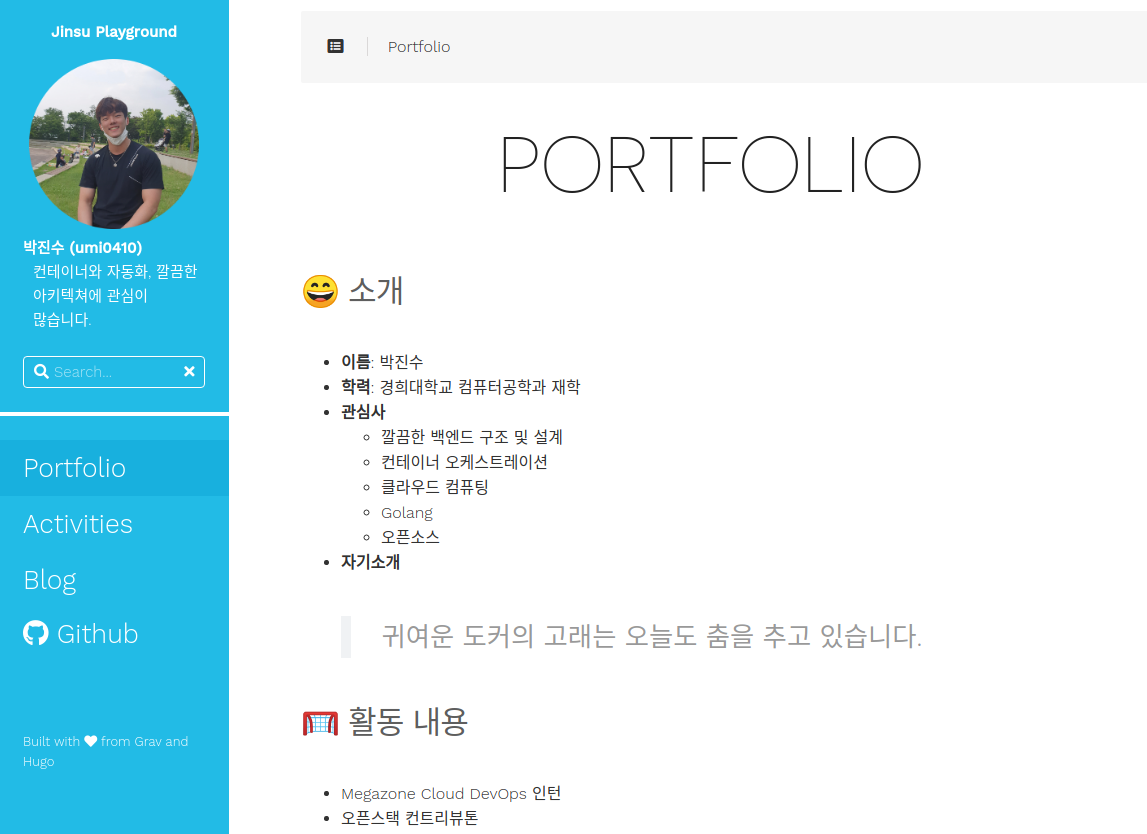 Jinsu Playground
박진수 (umi0410)
컨테이너와 자동화, 깔끔한
아키텍쳐에 관심이
많습니다.
Search...
Portfolio
Activities
Blog
Github
Built with ❤ from Grav and
Hugo
Portfolio
PORTFOLIO
😄 소개
이름: 박진수
학력: 경희대학교 컴퓨터공학과 재학
관심사
깔끔한 백엔드 구조 및 설계
컨테이너 오케스트레이션
클라우드 컴퓨팅
Golang
오픈소스
자기소개
귀여운 도커의 고래는 오늘도 춤을 추고 있습니다.
🥅 활동 내용
Megazone Cloud DevOps 인턴
오픈스택 컨트리뷰톤